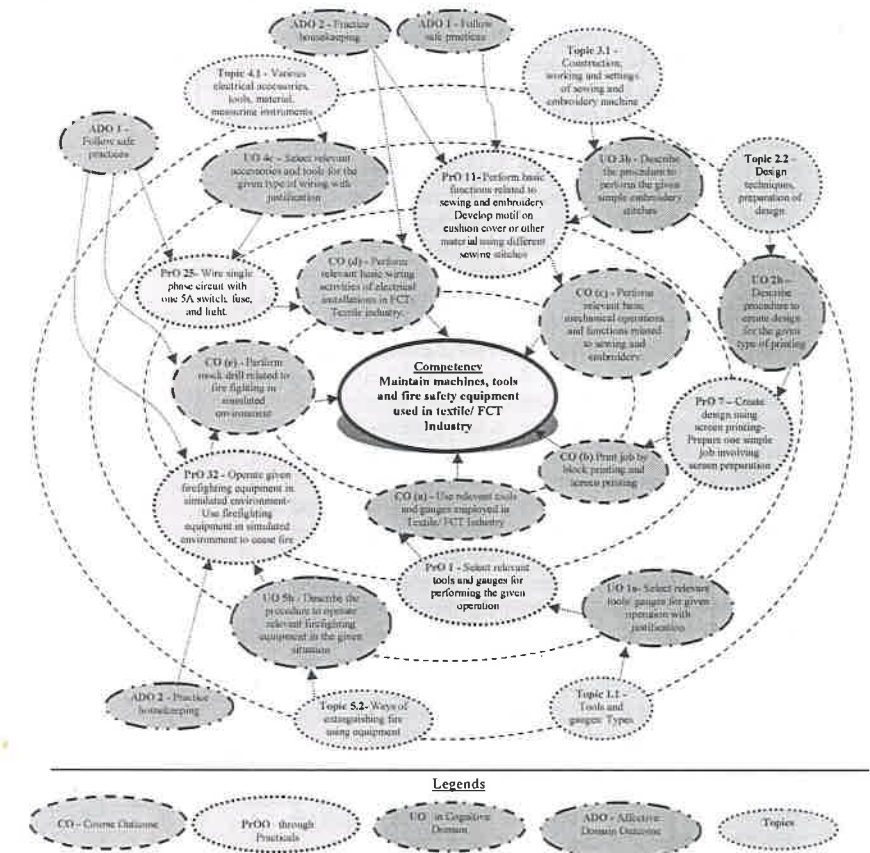 ADO 2 - Practice
housekeeping
ADO 1 - Follow
safe practices
Topic 3.1 -
Construction,
working and settings
of sewing and
embroidery machine
Topic 4.1 - Various
electrical accessories,
tools, material,
measuring instruments
ADO 1 -
Follow safe
practices
UO 4c - Select relevant
accessories and tools for the
given type of wiring with
justification
PrO 11- Perform basic
functions related to
sewing and embroidery
Develop motif on
cushion cover or other
material using different
sewing stitches
UO 3b - Describe
the procedure to
perform the given
simple embroidery
stitches
Topic 2.2 -
Design
techniques,
preparation of
design
PrO 25- Wire single
phase circuit with
one 5A switch, fuse,
and light.
CO (d) - Perform
relevant basic wiring
activities of electrical
installations in FCT-
Textile industry.
CO (c) - Perform
relevant basic
mechanical operations
and functions related
to sewing and
embroidery
UO 2b -
Describe
procedure to
create design
for the given
type of printing
CO (e) - Perform
mock drill related to
fire fighting in
simulated
environment
Competency
Maintain machines, tools
and fire safety equipment
used in textile/ FCT
Industry
PrO 7 - Create
design using
screen printing-
Prepare one simple
job involving
screen preparation
CO (b) Print job by
block printing and
screen printing
PrO 32 - Operate given
firefighting equipment in
simulated environment-
Use firefighting
equipment in simulated
environment to cease fire
CO (a) - Use relevant tools
and gauges employed in
Textile/ FCT Industry
PrO 1 - Select relevant
tools and gauges for
performing the given
operation
UO 5b - Describe the
procedure to operate
relevant firefighting
equipment in the given
situation
UO 1a- Select relevant
tools/ gauges for given
operation with
justification
ADO 2 - Practice
housekeeping
Topic 5.2- Ways of
extinguishing fire
using equipment
Topic 1.1 -
Tools and
gauges: Types
Legends
CO - Course Outcome
PrOO - through
Practicals
UO - in Cognitive
Domain
ADO - Affective
Domain Outcome
Topics